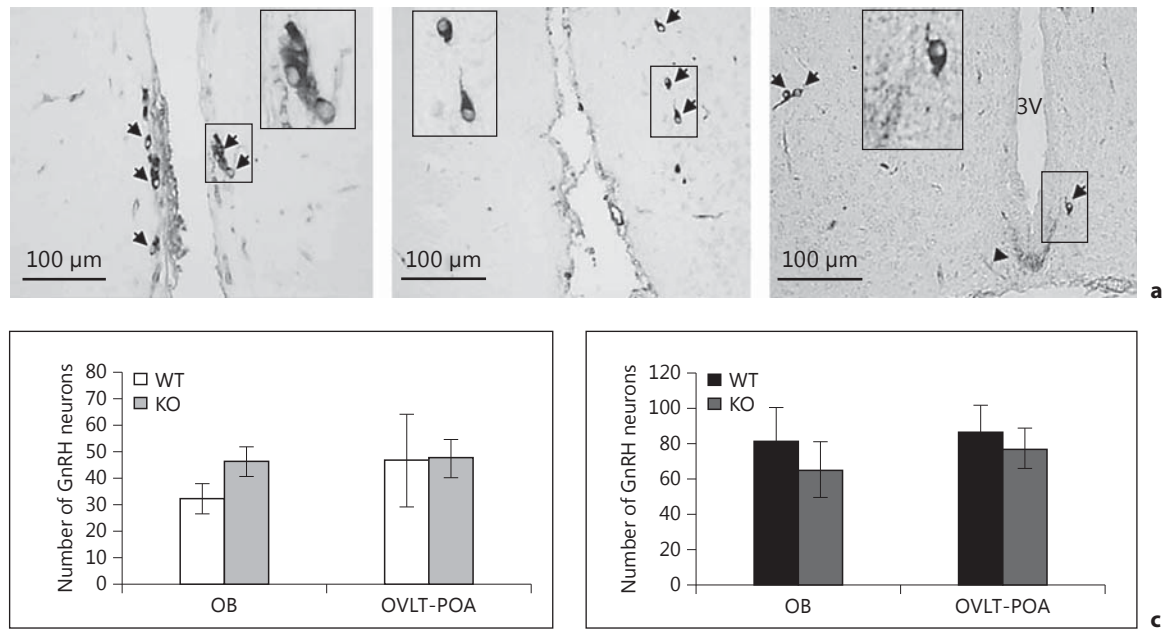 3V
100 µm
100 µm
100 µm
a
Number of GnRH neurons
80
70
60
50
40
30
20
10
0
WT
KO
OB
OVLT-POA
Number of GnRH neurons
120
100
80
60
40
20
0
WT
KO
OB
OVLT-POA
c